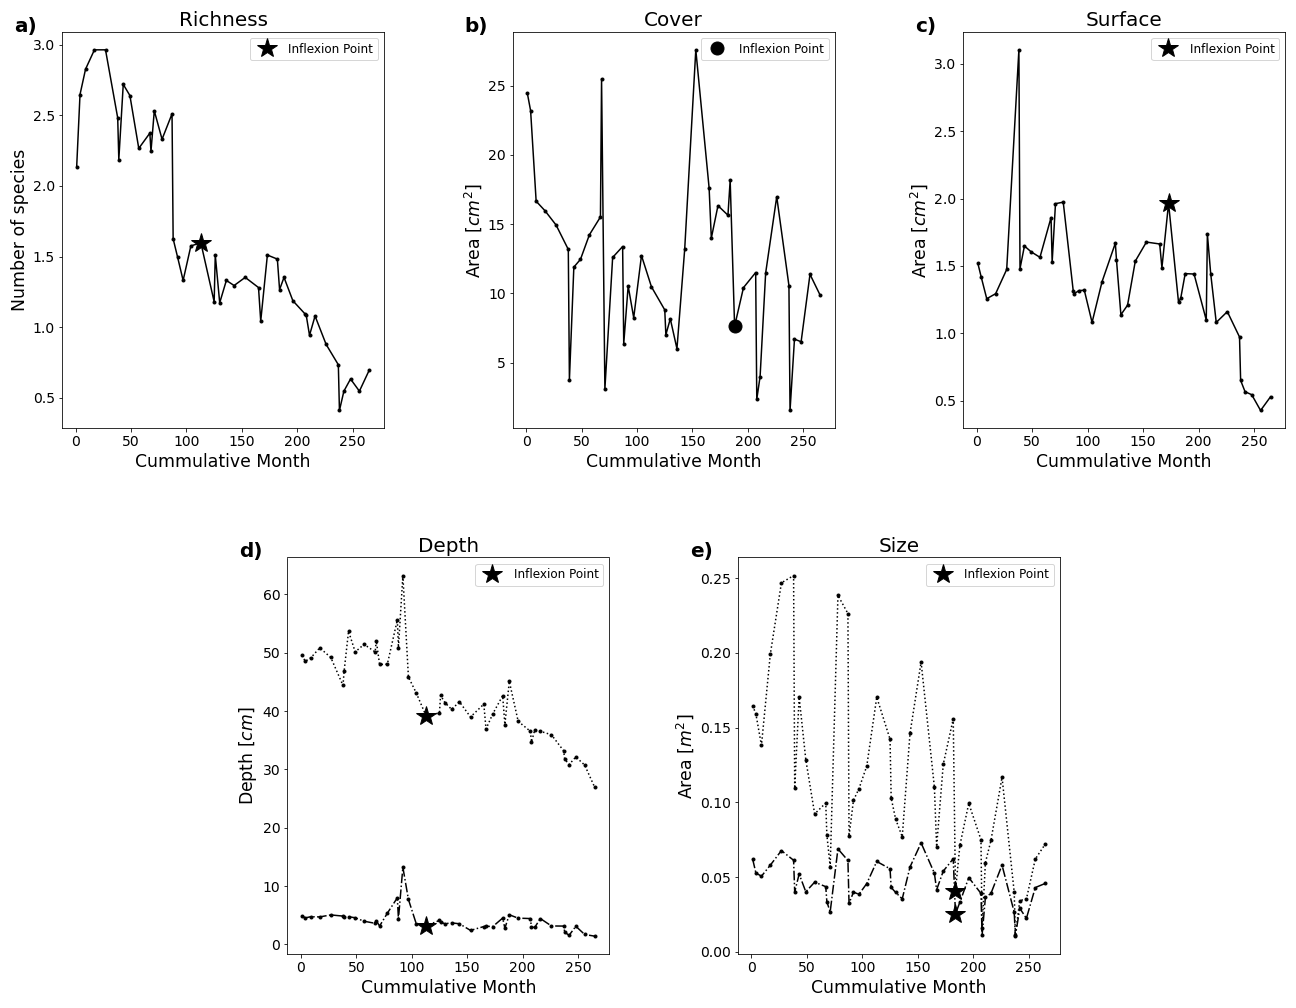 a)
Richness
Inflexion Point
Number of species
3.0
2.5
2.0
1.5
1.0
0.5
0 50 100 150 200 250
Cummulative Month
b)
Cover
Inflexion Point
Area [cm²]
25
20
15
10
5
0 50 100 150 200 250
Cummulative Month
c)
Surface
Inflexion Point
Area [cm²]
3.0
2.5
2.0
1.5
1.0
0.5
0 50 100 150 200 250
Cummulative Month
d)
Depth
Inflexion Point
Depth [cm]
60
50
40
30
20
10
0
0 50 100 150 200 250
Cummulative Month
e)
Size
Inflexion Point
Area [m²]
0.25
0.20
0.15
0.10
0.05
0.00
0 50 100 150 200 250
Cummulative Month